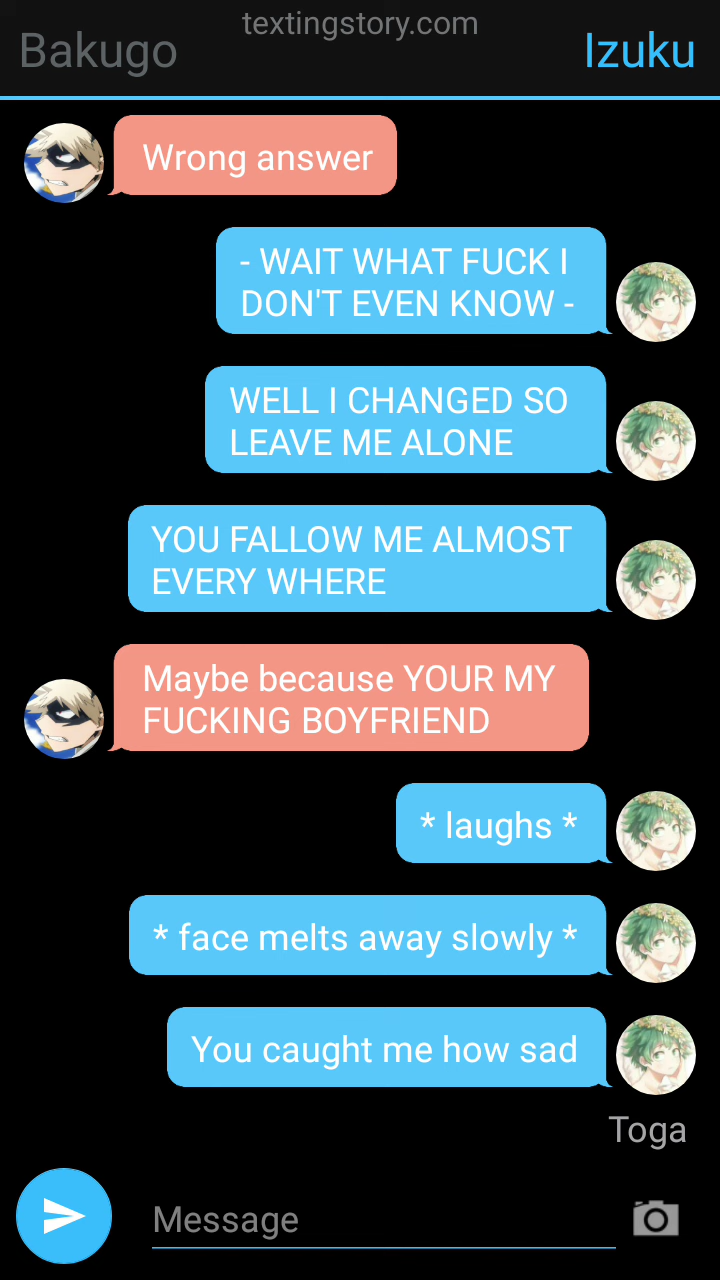 textingstory.com
Bakugo
Izuku
Wrong answer
- WAIT WHAT FUCK I
DON'T EVEN KNOW -
WELL I CHANGED SO
LEAVE ME ALONE
YOU FALLOW ME ALMOST
EVERY WHERE
Maybe because YOUR MY
FUCKING BOYFRIEND
* laughs *
* face melts away slowly *
You caught me how sad
Toga
Message